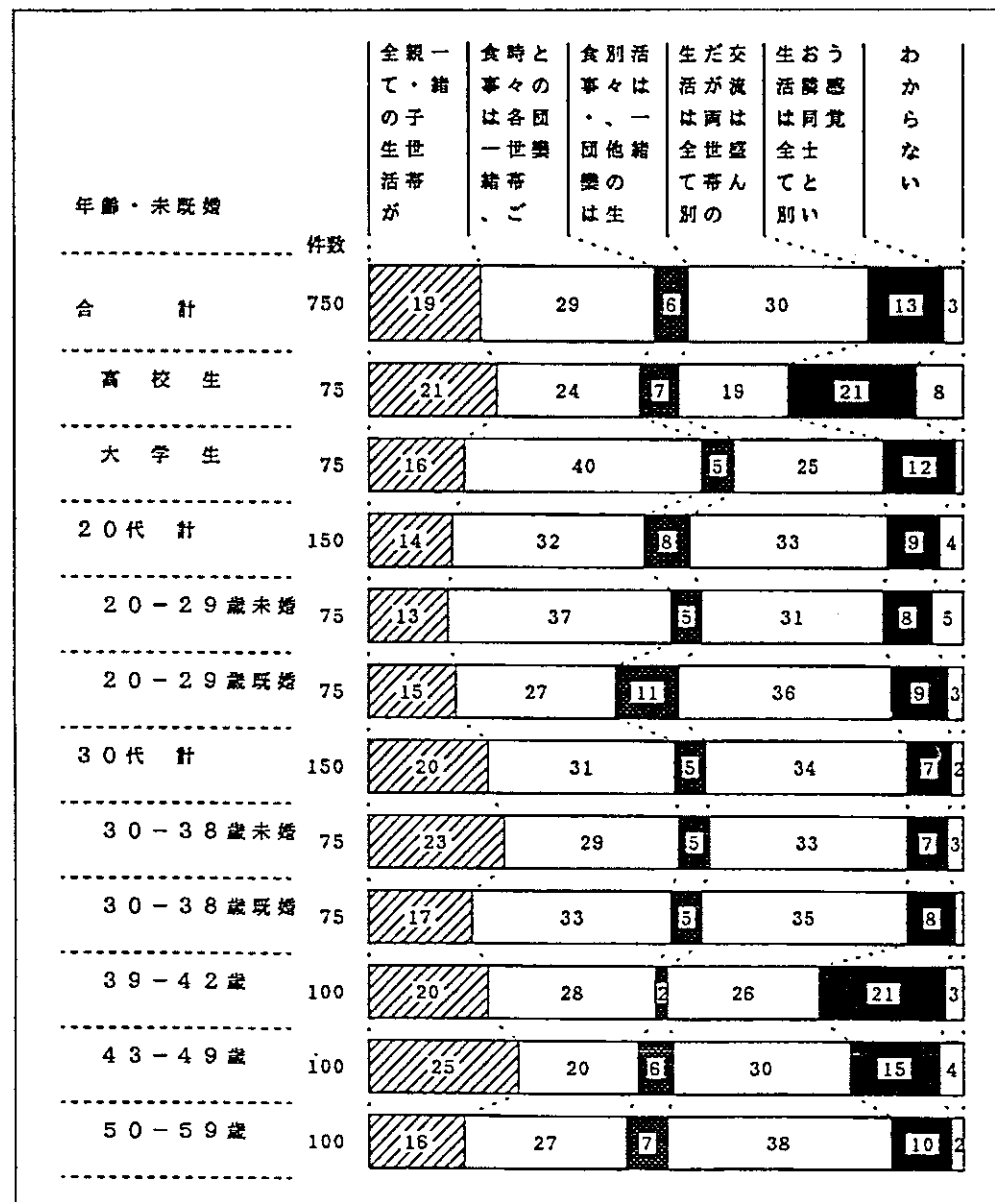 全ての生活が
親・子世帯
一緒
食事は一緒、
時々各世帯ご
との団欒
食事・団欒は
別々、他の生
活は一緒
生活は全て別
だが両世帯の
交流は盛ん
生活は全て別
お隣同士とい
う感覚
わからない
年齢・未既婚
件数
合計 750 19 29 6 30 13 3
高校生 75 21 24 7 19 21 8
大学生 75 16 40 5 25 12
20代 計 150 14 32 8 33 9 4
20-29歳未婚 75 13 37 5 31 8 5
20-29歳既婚 75 15 27 11 36 9 3
30代 計 150 20 31 5 34 7 2
30-38歳未婚 75 23 29 5 33 7 3
30-38歳既婚 75 17 33 5 35 8
39-42歳 100 20 28 2 26 21 3
43-49歳 100 25 20 6 30 15 4
50-59歳 100 16 27 7 38 10 2